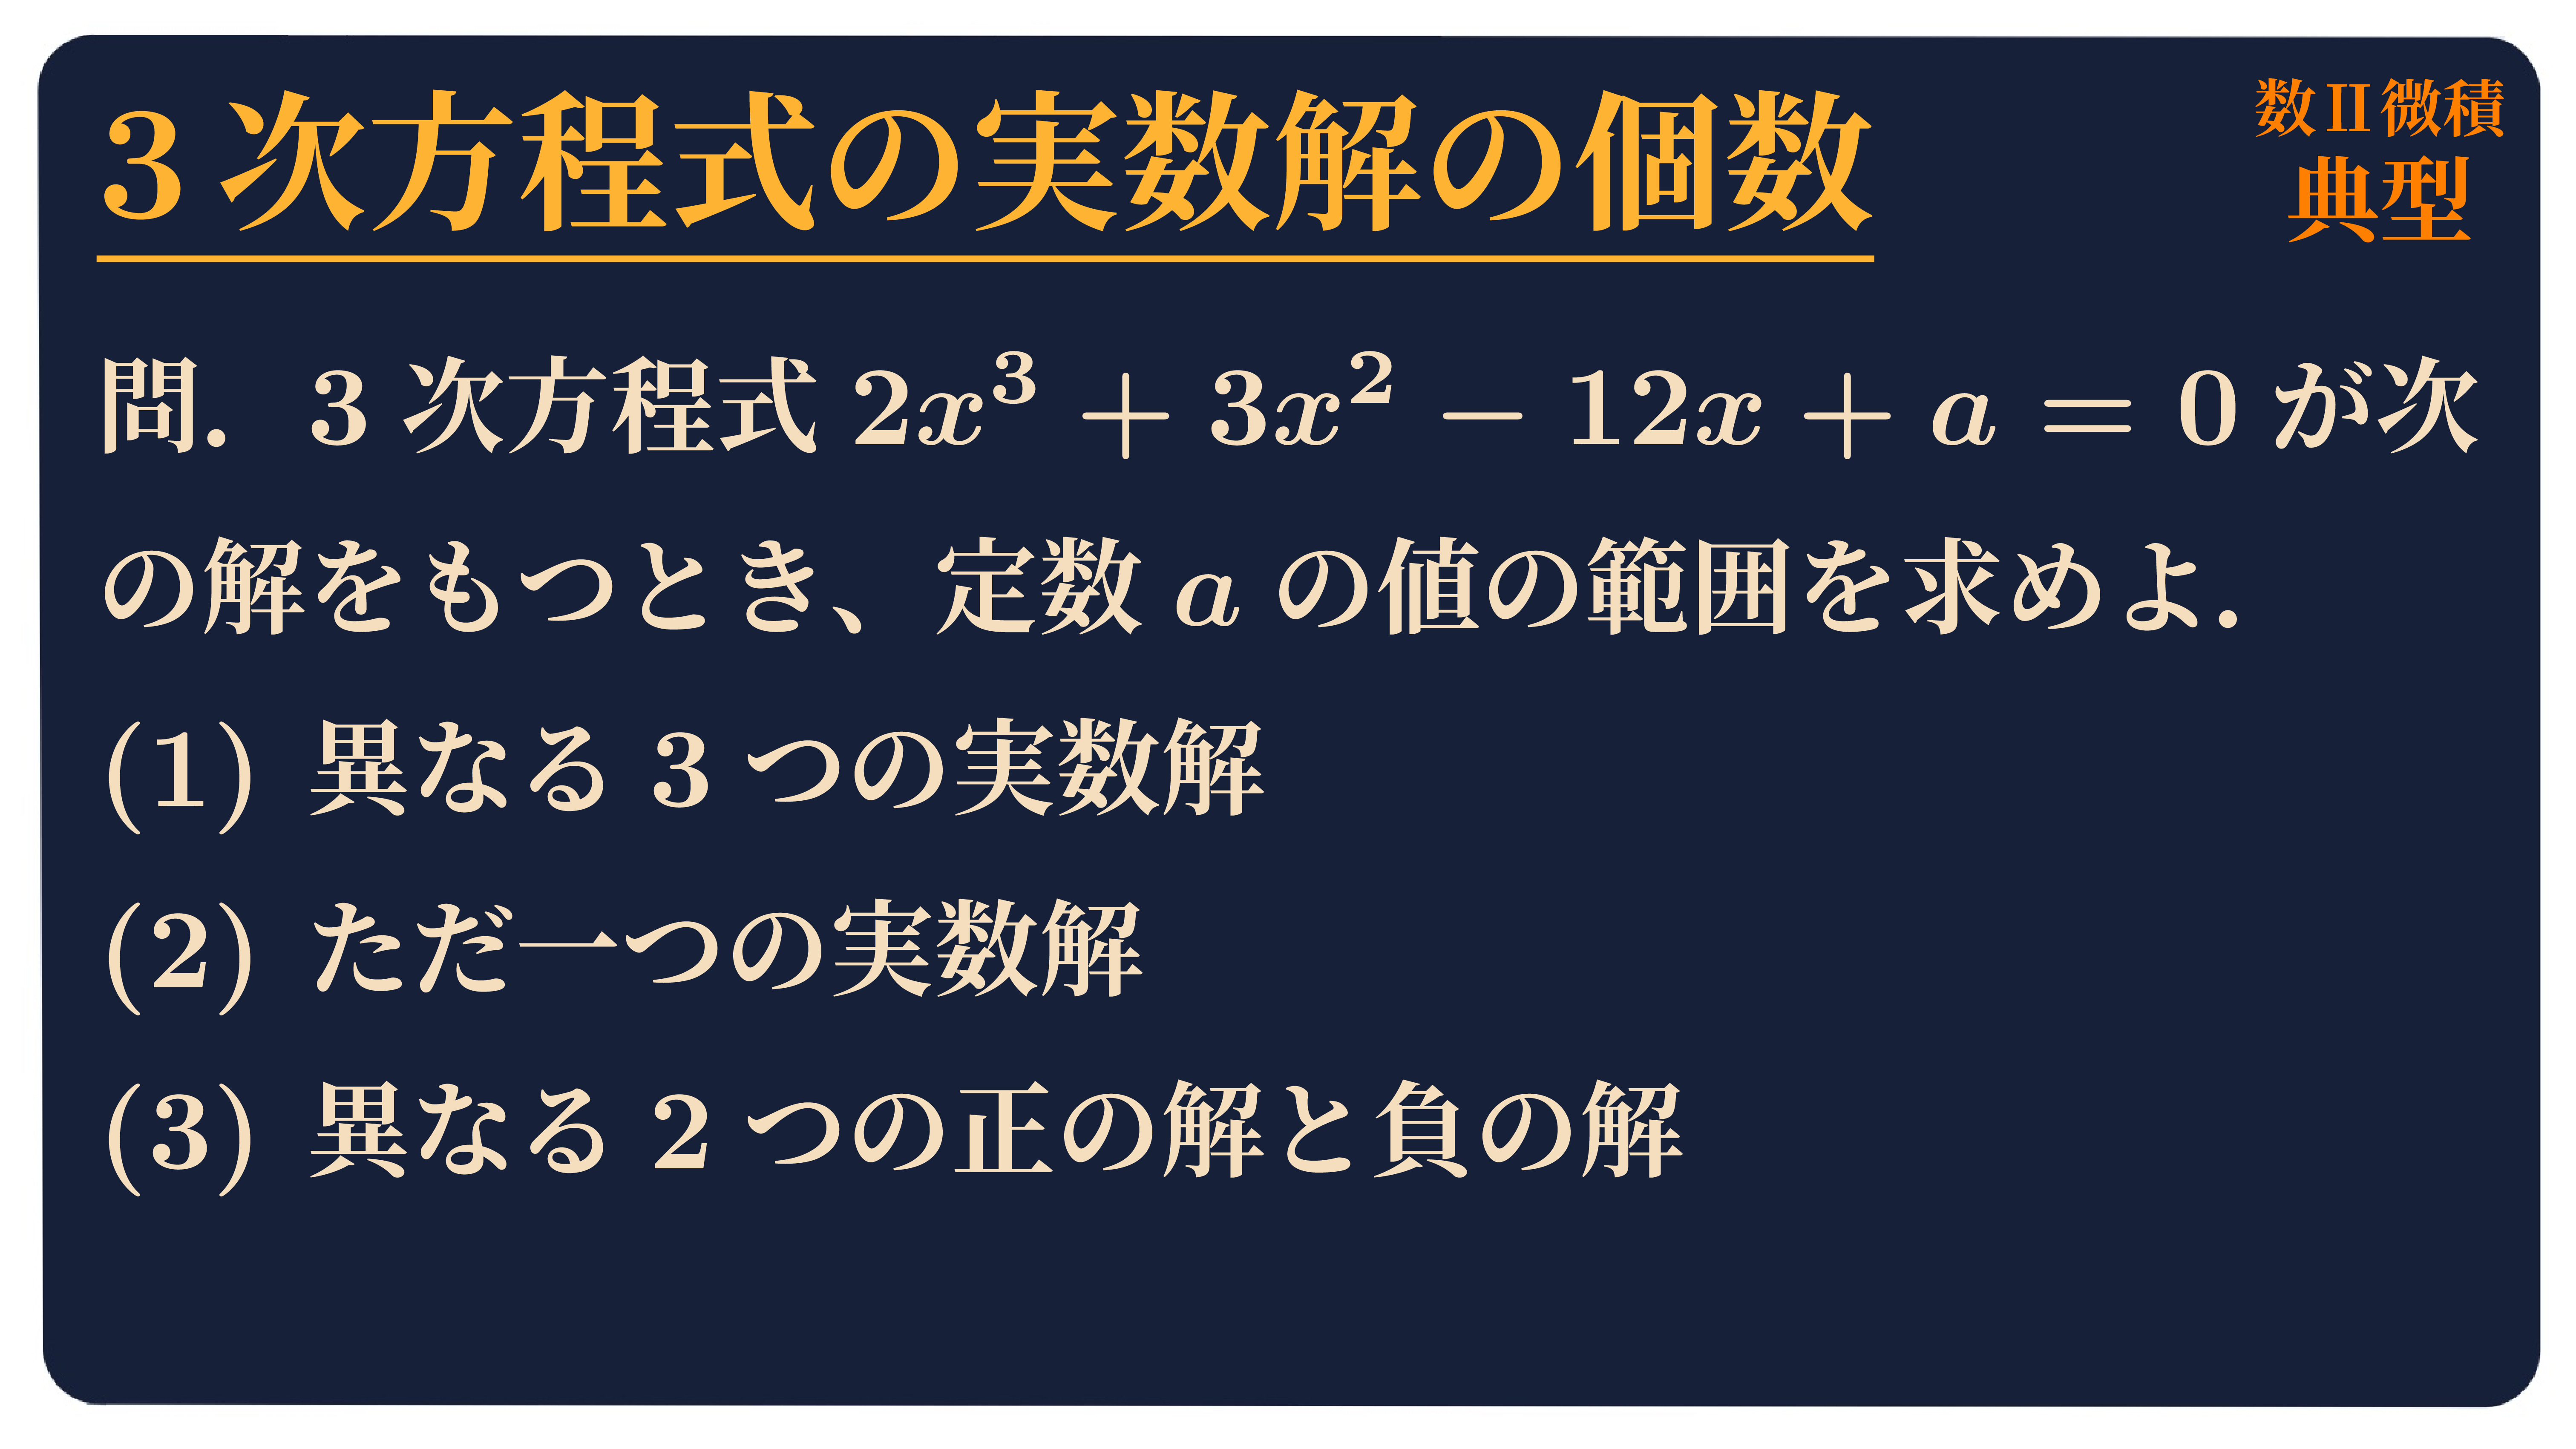 3次方程式の実数解の個数
数Ⅱ微積
典型
問. 3次方程式 2x³ + 3x² − 12x + a = 0 が次
の解をもつとき、定数 a の値の範囲を求めよ.
(1) 異なる 3 つの実数解
(2) ただ一つの実数解
(3) 異なる 2 つの正の解と負の解